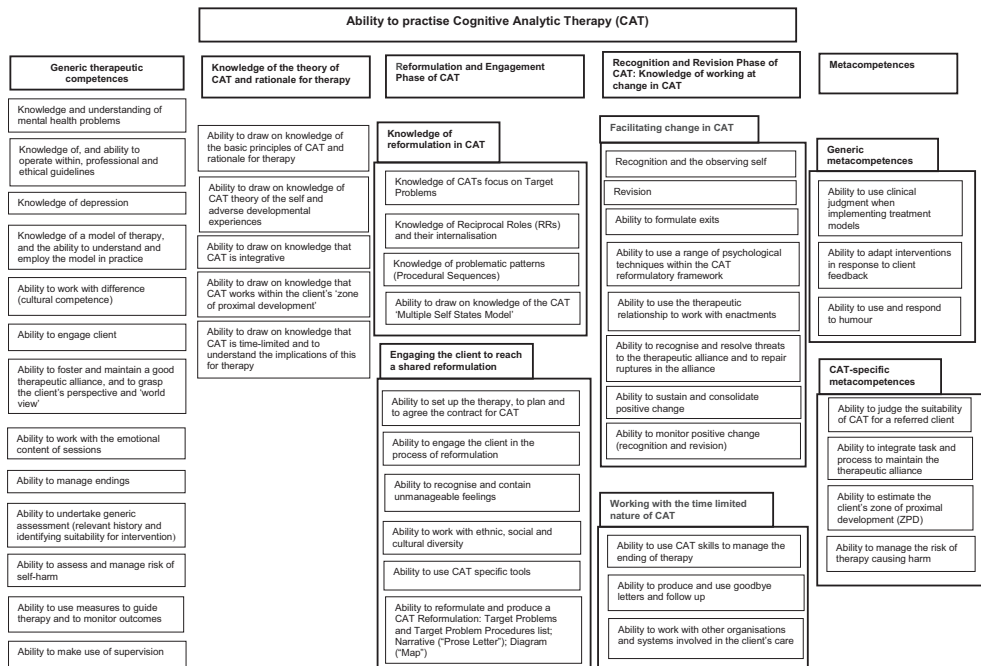 Ability to practise Cognitive Analytic Therapy (CAT)
Generic therapeutic
competences
Knowledge and understanding of
mental health problems
Knowledge of, and ability to
operate within, professional and
ethical guidelines
Knowledge of depression
Knowledge of a model of therapy,
and the ability to understand and
employ the model in practice
Ability to work with difference
(cultural competence)
Ability to engage client
Ability to foster and maintain a good
therapeutic alliance, and to grasp
the client's perspective and 'world
view'
Ability to work with the emotional
content of sessions
Ability to manage endings
Ability to undertake generic
assessment (relevant history and
identifying suitability for intervention)
Ability to assess and manage risk of
self-harm
Ability to use measures to guide
therapy and to monitor outcomes
Ability to make use of supervision
Knowledge of the theory of
CAT and rationale for therapy
Ability to draw on knowledge of
the basic principles of CAT and
rationale for therapy
Ability to draw on knowledge of
CAT theory of the self and
adverse developmental
experiences
Ability to draw on knowledge that
CAT is integrative
Ability to draw on knowledge that
CAT works within the client's 'zone
of proximal development'
Ability to draw on knowledge that
CAT is time-limited and to
understand the implications of this
for therapy
Reformulation and Engagement
Phase of CAT
Knowledge of
reformulation in CAT
Knowledge of CATs focus on Target
Problems
Knowledge of Reciprocal Roles (RRs)
and their internalisation
Knowledge of problematic patterns
(Procedural Sequences)
Ability to draw on knowledge of the CAT
'Multiple Self States Model'
Engaging the client to reach
a shared reformulation
Ability to set up the therapy, to plan and
to agree the contract for CAT
Ability to engage the client in the
process of reformulation
Ability to recognise and contain
unmanageable feelings
Ability to work with ethnic, social and
cultural diversity
Ability to use CAT specific tools
Ability to reformulate and produce a
CAT Reformulation: Target Problems
and Target Problem Procedures list;
Narrative ("Prose Letter"); Diagram
("Map")
Recognition and Revision Phase of
CAT: Knowledge of working at
change in CAT
Facilitating change in CAT
Recognition and the observing self
Revision
Ability to formulate exits
Ability to use a range of psychological
techniques within the CAT
reformulatory framework
Ability to use the therapeutic
relationship to work with enactments
Ability to recognise and resolve threats
to the therapeutic alliance and to repair
ruptures in the alliance
Ability to sustain and consolidate
positive change
Ability to monitor positive change
(recognition and revision)
Working with the time limited
nature of CAT
Ability to use CAT skills to manage the
ending of therapy
Ability to produce and use goodbye
letters and follow up
Ability to work with other organisations
and systems involved in the client's care
Metacompetences
Generic
metacompetences
Ability to use clinical
judgment when
implementing treatment
models
Ability to adapt interventions
in response to client
feedback
Ability to use and respond
to humour
CAT-specific
metacompetences
Ability to judge the suitability
of CAT for a referred client
Ability to integrate task and
process to maintain the
therapeutic alliance
Ability to estimate the
client's zone of proximal
development (ZPD)
Ability to manage the risk of
therapy causing harm